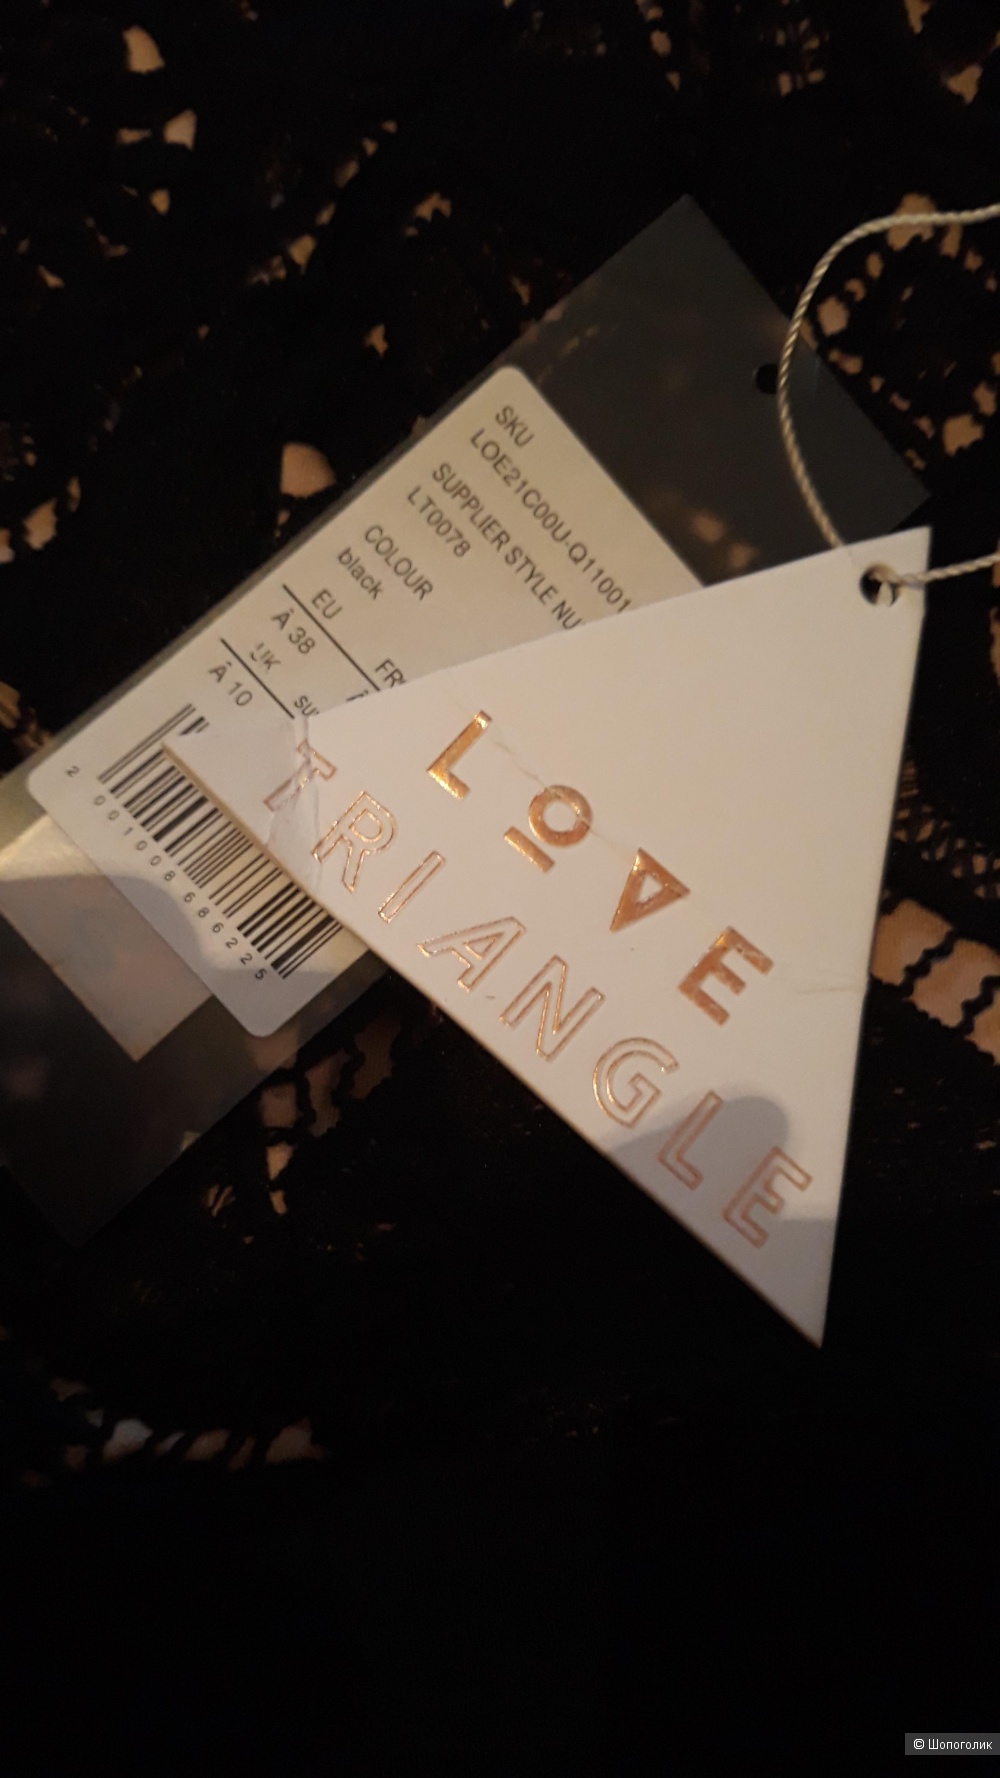 SKU
LOE21C00U-Q11001
SUPPLIER STYLE NU
LT0078
COLOUR
black
EU
Ā 38
UK
Ā 10
2 001008 686225
LOVE
TRIANGLE
© Шопоголик